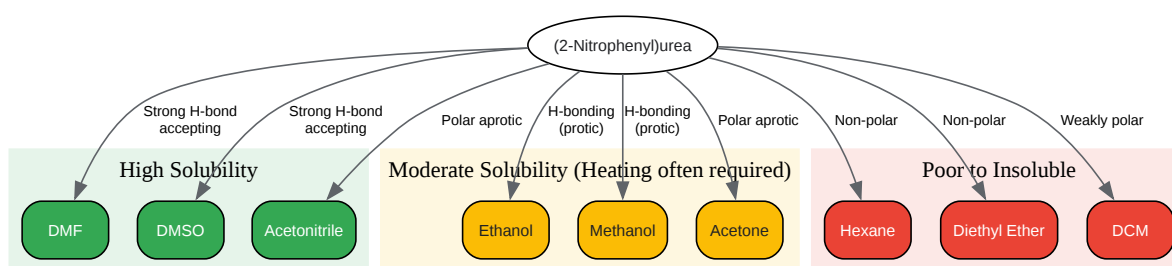 (2-Nitrophenyl)urea
Strong H-bond
accepting
Strong H-bond
accepting
Polar aprotic
H-bonding
(protic)
H-bonding
(protic)
Polar aprotic
Non-polar
Non-polar
Weakly polar
High Solubility
Moderate Solubility (Heating often required)
Poor to Insoluble
DMF
DMSO
Acetonitrile
Ethanol
Methanol
Acetone
Hexane
Diethyl Ether
DCM